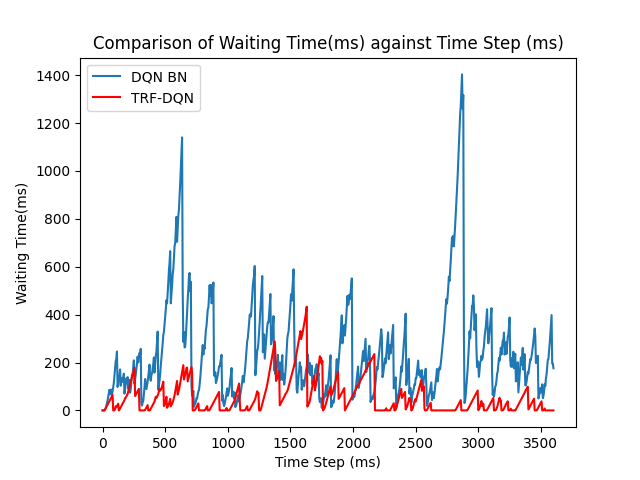 Comparison of Waiting Time(ms) against Time Step (ms)
DQN BN
TRF-DQN
1400
1200
1000
800
600
400
200
0
Waiting Time(ms)
0 500 1000 1500 2000 2500 3000 3500
Time Step (ms)